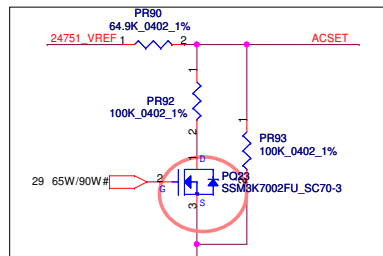 PR90
64.9K_0402_1%
24751_VREF 1 2 ACSET
1
PR92
100K_0402_1%
2
1
PR93
100K_0402_1%
1 D
PQ23
SSM3K7002FU_SC70-3
29 65W/90W# 2 G
3 S